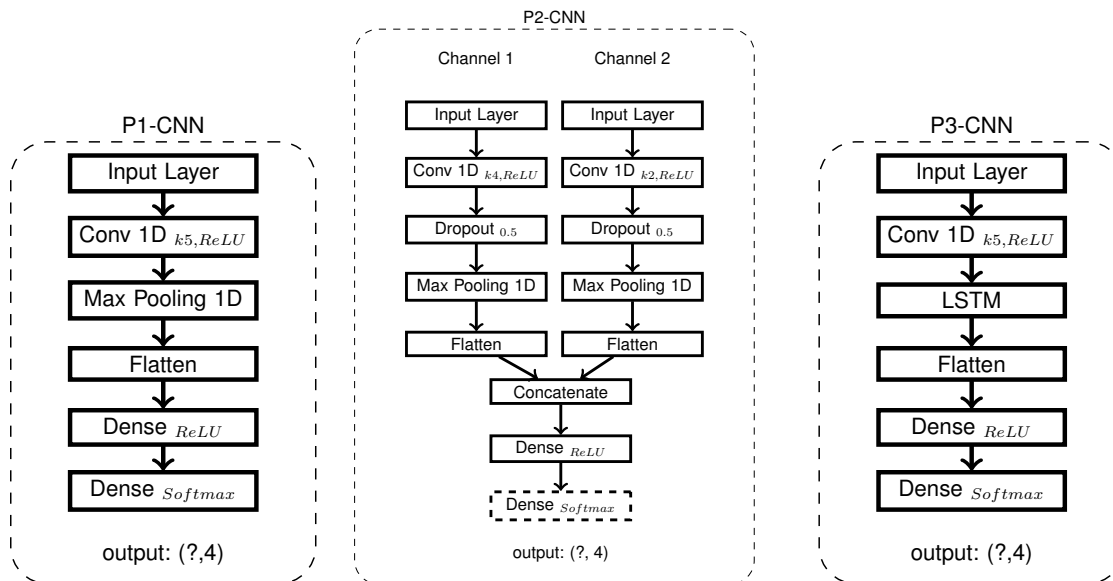 P1-CNN
Input Layer
Conv 1D k5,ReLU
Max Pooling 1D
Flatten
Dense ReLU
Dense Softmax
output: (?,4)
P2-CNN
Channel 1
Channel 2
Input Layer
Input Layer
Conv 1D k4,ReLU
Conv 1D k2,ReLU
Dropout 0.5
Dropout 0.5
Max Pooling 1D
Max Pooling 1D
Flatten
Flatten
Concatenate
Dense ReLU
Dense Softmax
output: (?, 4)
P3-CNN
Input Layer
Conv 1D k5,ReLU
LSTM
Flatten
Dense ReLU
Dense Softmax
output: (?,4)